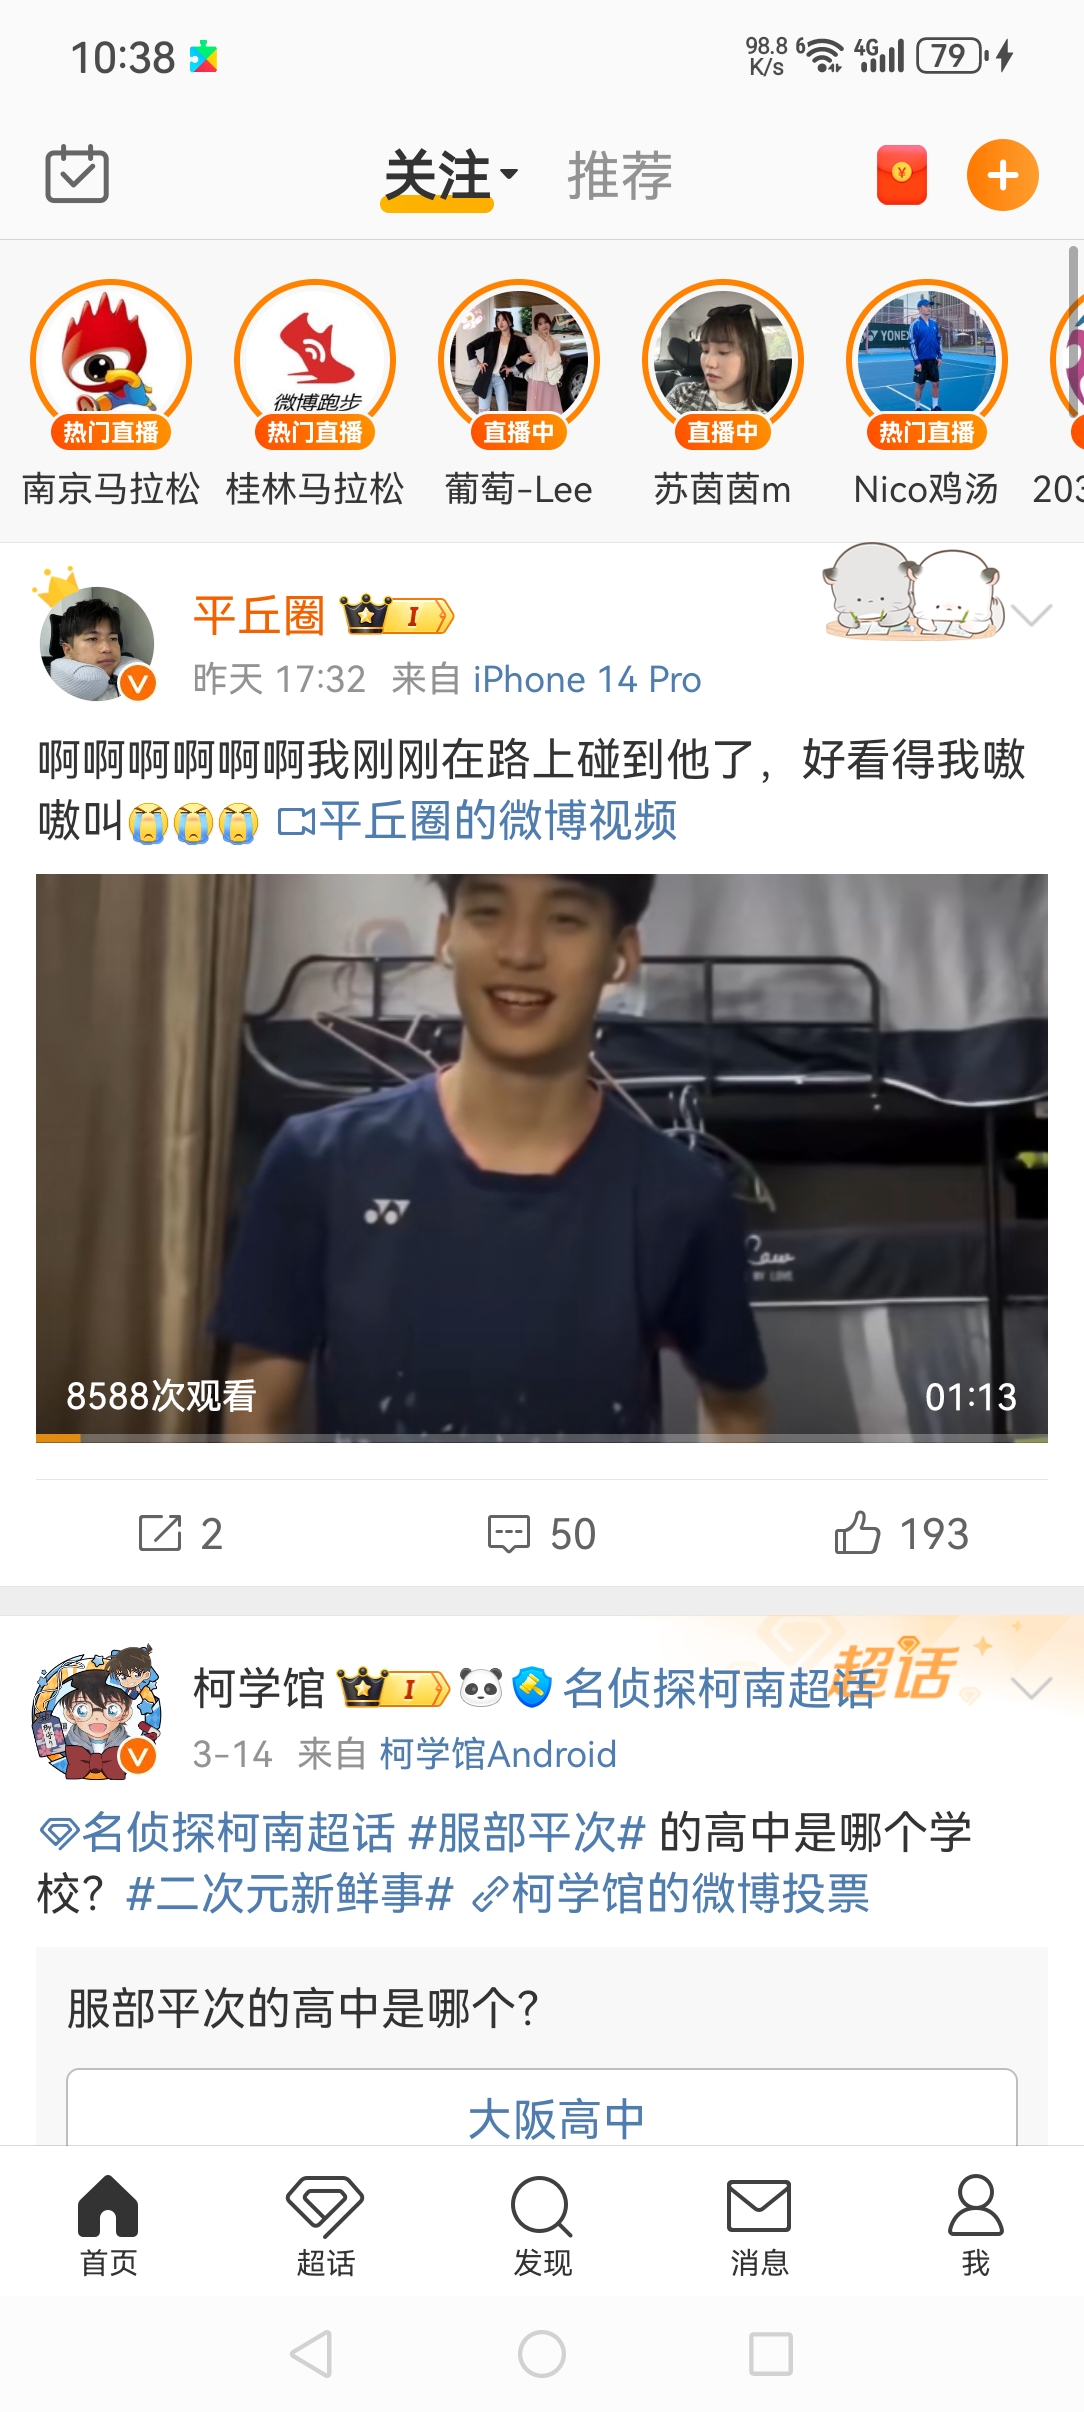 10:38
98.8 K/s 6 4G 79
关注 推荐
YONEX
微博跑步
热门直播 热门直播 直播中 直播中 热门直播
南京马拉松 桂林马拉松 葡萄-Lee 苏茵茵m Nico鸡汤 203
平丘圈 I
昨天 17:32 来自 iPhone 14 Pro
啊啊啊啊啊啊我刚刚在路上碰到他了，好看得我嗷
嗷叫😭😭😭 平丘圈的微博视频
BY LOVE
8588次观看 01:13
2 50 193
超话
柯学馆 I 名侦探柯南超话
3-14 来自 柯学馆Android
名侦探柯南超话 #服部平次# 的高中是哪个学
校？#二次元新鲜事# 柯学馆的微博投票
服部平次的高中是哪个？
大阪高中
首页 超话 发现 消息 我